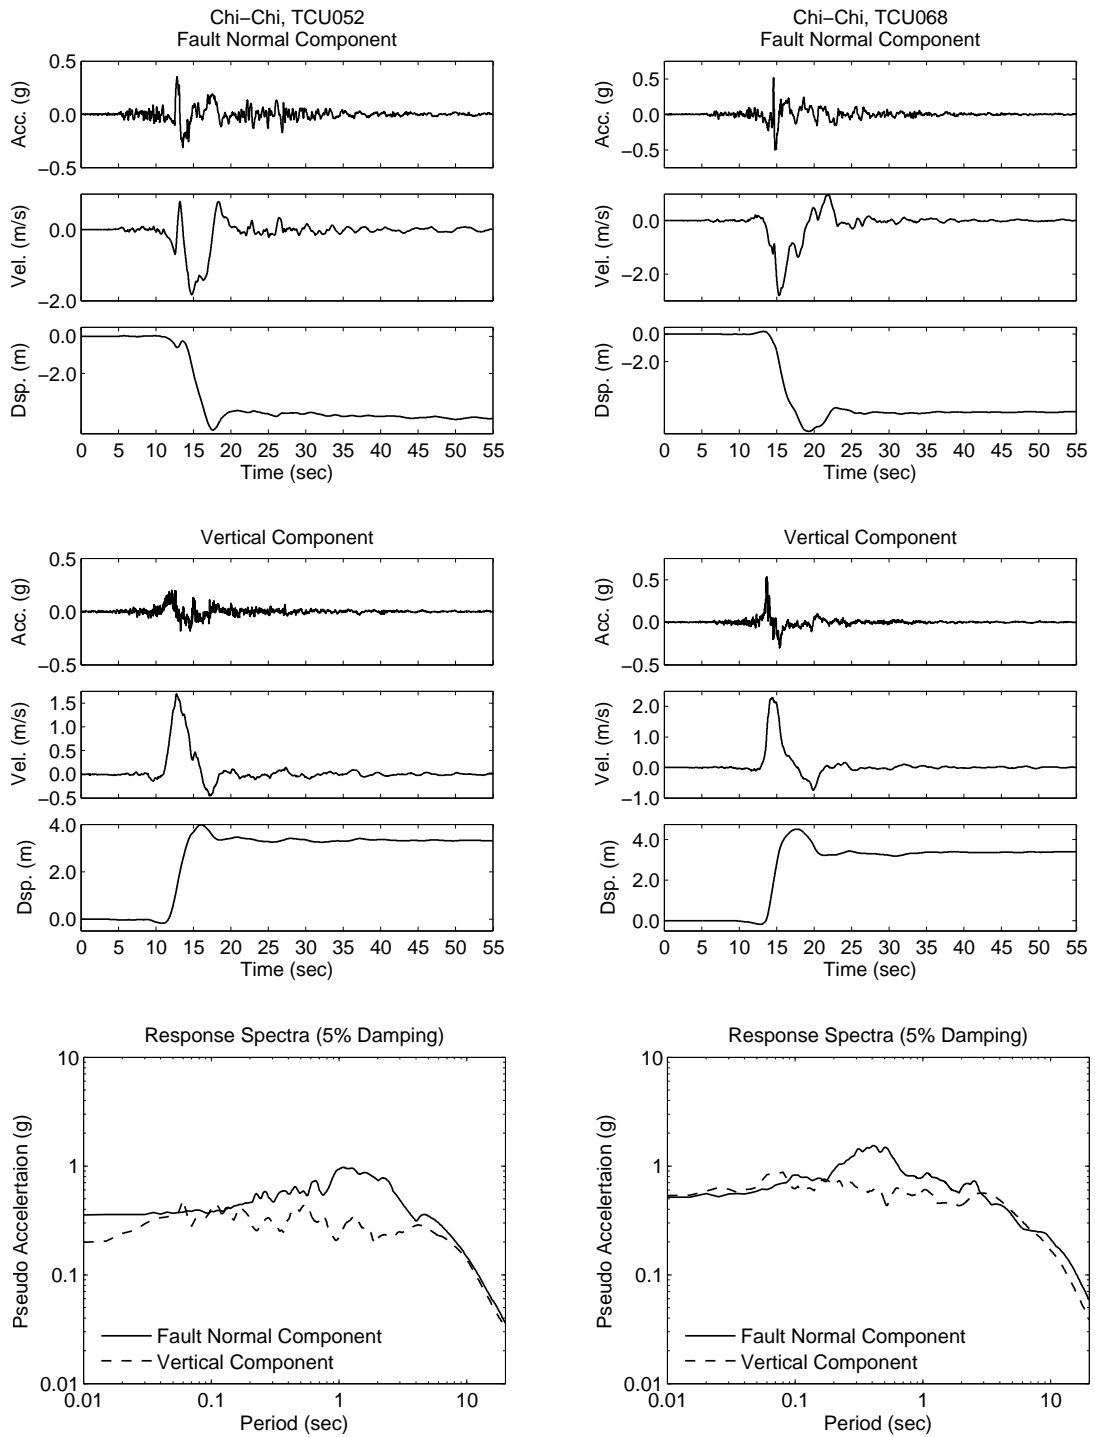 Chi−Chi, TCU052
Fault Normal Component
0.5
0.0
−0.5
Acc. (g)
0.0
−2.0
Vel. (m/s)
0.0
−2.0
Dsp. (m)
0 5 10 15 20 25 30 35 40 45 50 55
Time (sec)
Chi−Chi, TCU068
Fault Normal Component
0.5
0.0
−0.5
Acc. (g)
0.0
−2.0
Vel. (m/s)
0.0
−2.0
Dsp. (m)
0 5 10 15 20 25 30 35 40 45 50 55
Time (sec)
Vertical Component
0.5
0.0
−0.5
Acc. (g)
1.5
1.0
0.5
0.0
−0.5
Vel. (m/s)
4.0
2.0
0.0
Dsp. (m)
0 5 10 15 20 25 30 35 40 45 50 55
Time (sec)
Vertical Component
0.5
0.0
−0.5
Acc. (g)
2.0
1.0
0.0
−1.0
Vel. (m/s)
4.0
2.0
0.0
Dsp. (m)
0 5 10 15 20 25 30 35 40 45 50 55
Time (sec)
Response Spectra (5% Damping)
10
1
0.1
0.01
Pseudo Accelertaion (g)
Fault Normal Component
Vertical Component
0.01 0.1 1 10
Period (sec)
Response Spectra (5% Damping)
10
1
0.1
0.01
Pseudo Accelertaion (g)
Fault Normal Component
Vertical Component
0.01 0.1 1 10
Period (sec)